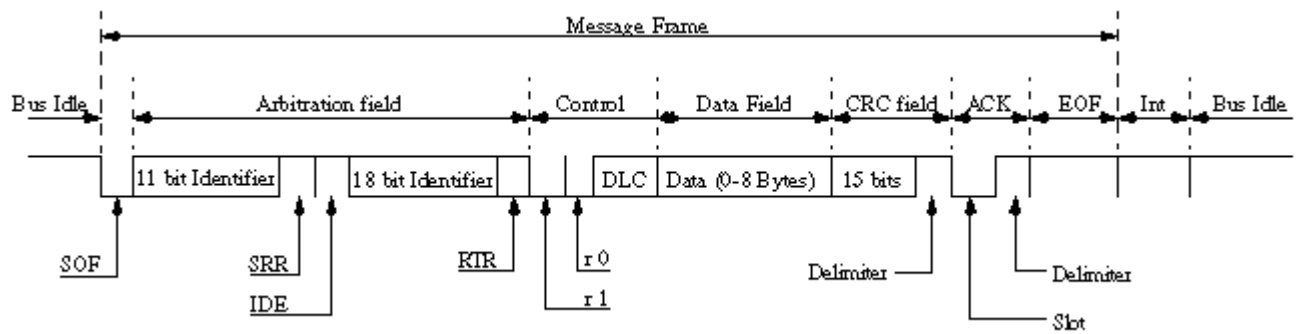 Message Frame
Bus Idle Arbitration field Control Data Field CRC field ACK EOF Int Bus Idle
11 bit Identifier 18 bit Identifier DLC Data (0-8 Bytes) 15 bits
SOF SRR RTR r 0 Delimiter Delimiter
IDE r 1
Slot